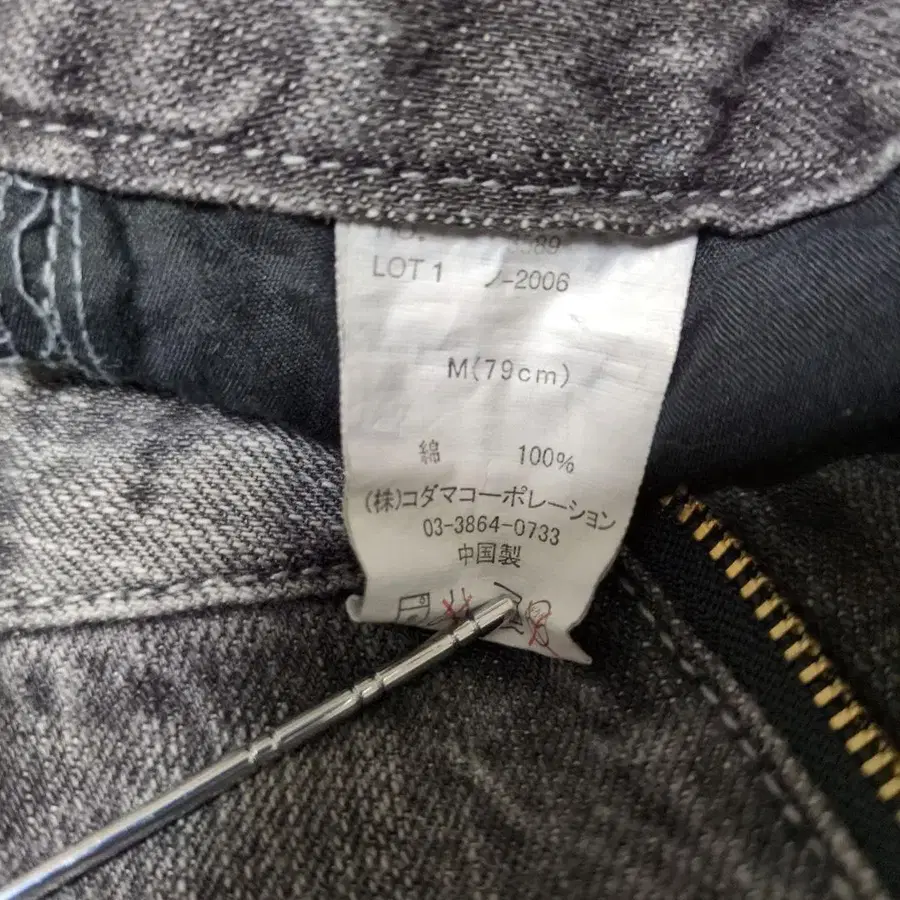 LOT 1 ノ-2006
M(79cm)
綿 100%
(株)コダマコーポレーション
03-3864-0733
中国製